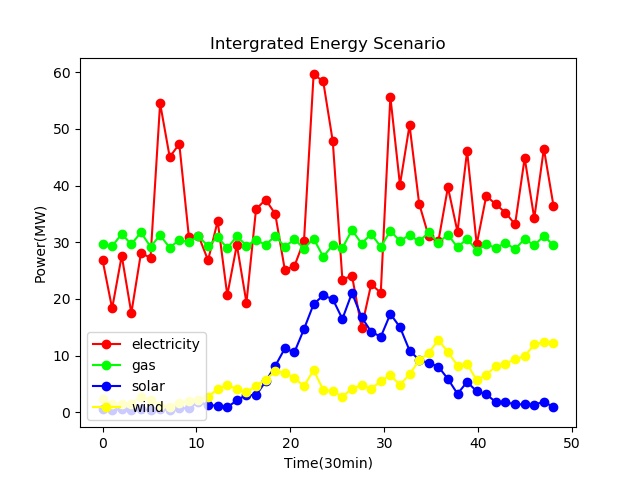 Intergrated Energy Scenario
Power(MW)
60
50
40
30
20
10
0
electricity
gas
solar
wind
0 10 20 30 40 50
Time(30min)